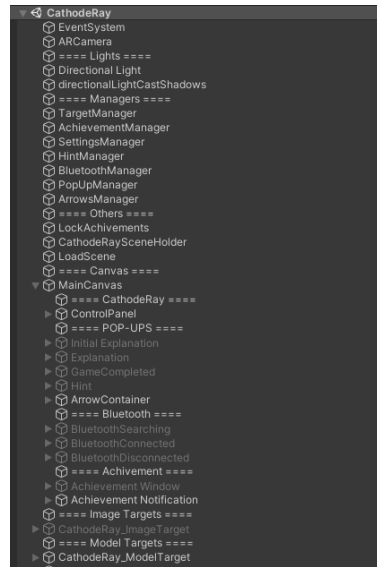 CathodeRay
EventSystem
ARCamera
==== Lights ====
Directional Light
directionalLightCastShadows
==== Managers ====
TargetManager
AchievementManager
SettingsManager
HintManager
BluetoothManager
PopUpManager
ArrowsManager
==== Others ====
LockAchivements
CathodeRaySceneHolder
LoadScene
==== Canvas ====
MainCanvas
==== CathodeRay ====
ControlPanel
==== POP-UPS ====
Initial Explanation
Explanation
GameCompleted
Hint
ArrowContainer
==== Bluetooth ====
BluetoothSearching
BluetoothConnected
BluetoothDisconnected
==== Achivement ====
Achievement Window
Achievement Notification
==== Image Targets ====
CathodeRay_ImageTarget
==== Model Targets ====
CathodeRay_ModelTarget